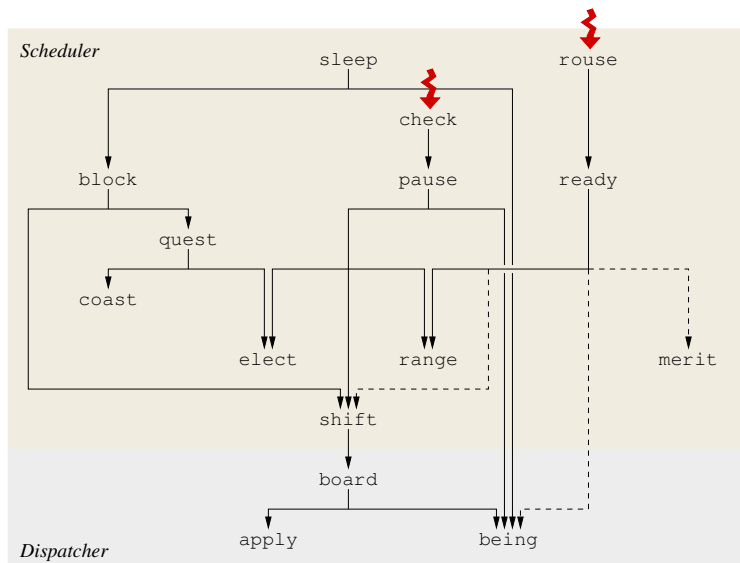 Scheduler
sleep
rouse
check
block
pause
ready
quest
coast
elect
range
merit
shift
board
apply
being
Dispatcher